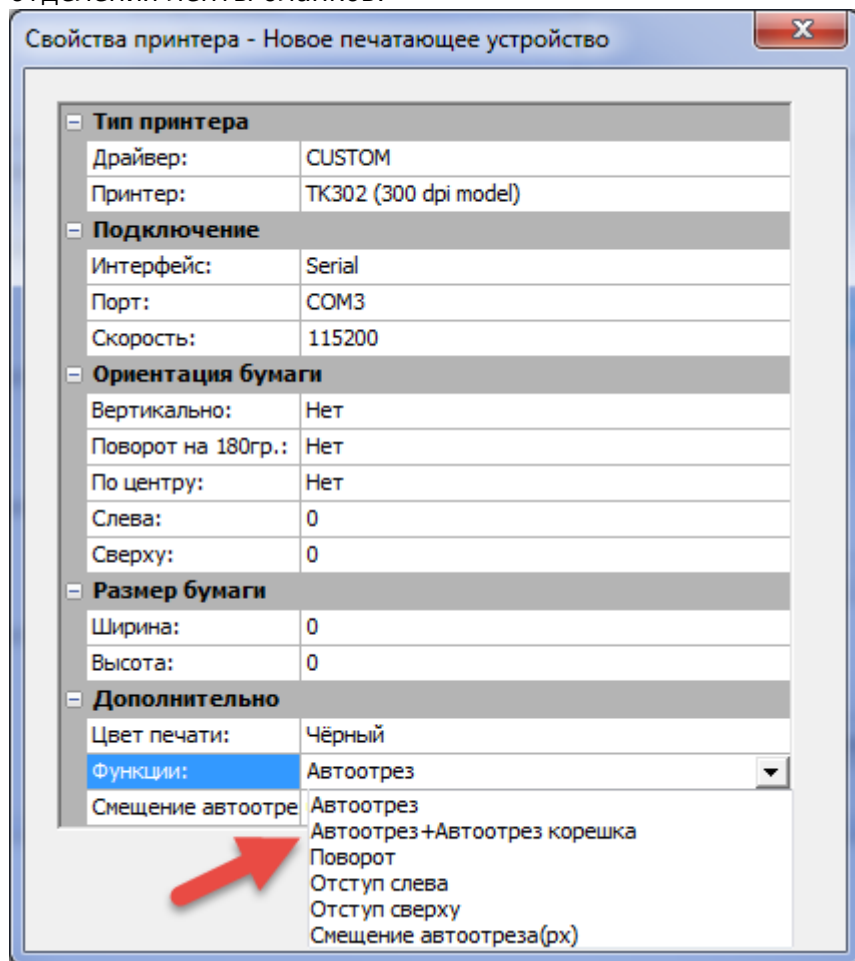 отделения ленты бланков.
Свойства принтера - Новое печатающее устройство
Тип принтера
Драйвер: CUSTOM
Принтер: TK302 (300 dpi model)
Подключение
Интерфейс: Serial
Порт: COM3
Скорость: 115200
Ориентация бумаги
Вертикально: Нет
Поворот на 180гр.: Нет
По центру: Нет
Слева: 0
Сверху: 0
Размер бумаги
Ширина: 0
Высота: 0
Дополнительно
Цвет печати: Чёрный
Функции: Автоотрез
Смещение автоотре Автоотрез
Автоотрез+Автоотрез корешка
Поворот
Отступ слева
Отступ сверху
Смещение автоотреза(px)